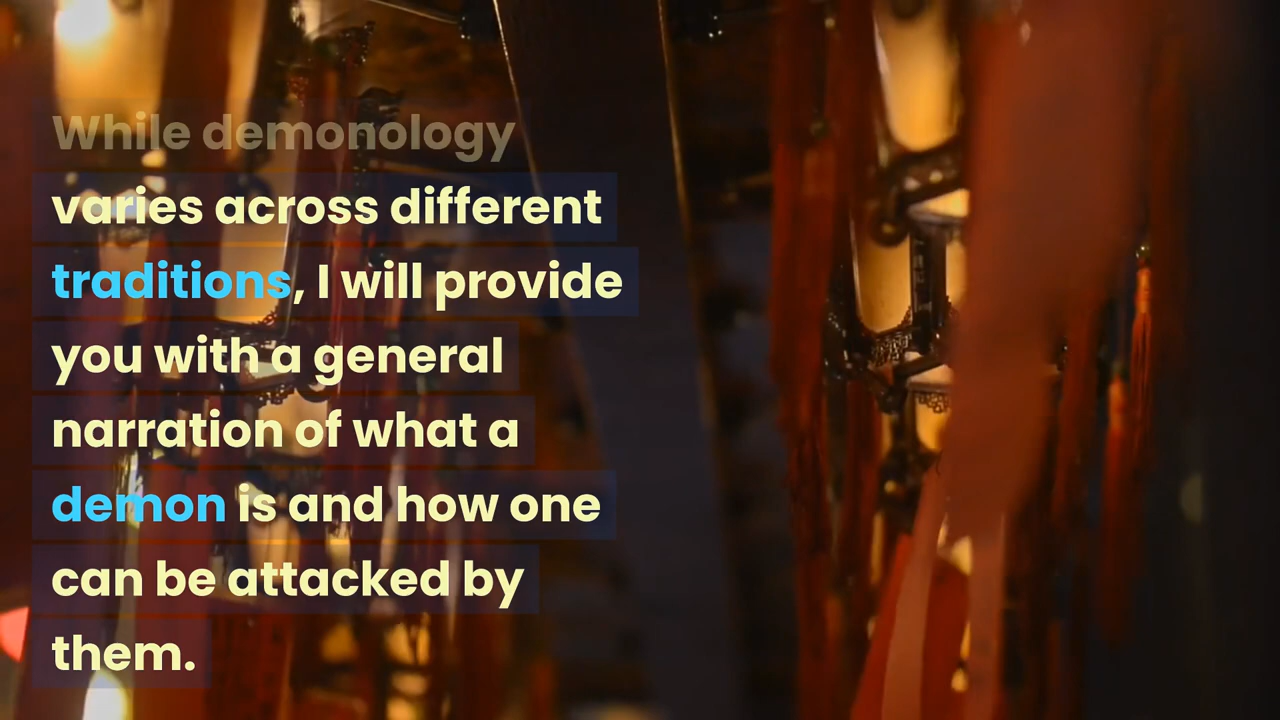 While demonology
varies across different
traditions, I will provide
you with a general
narration of what a
demon is and how one
can be attacked by
them.